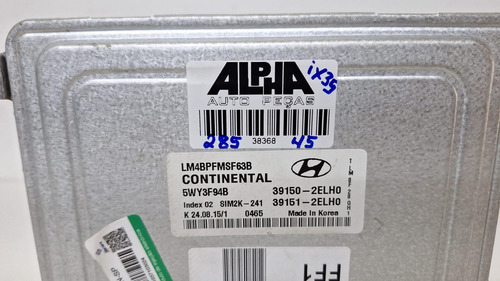 ALPHA
AUTO PEÇAS
ix35
38368
285
45
LM4BPFMSF63B
CONTINENTAL
5WY3F94B
39150-2ELH0
Index 02 SIM2K-241
39151-2ELH0
K 24.08.15/1 0465 Made in Korea
FF1